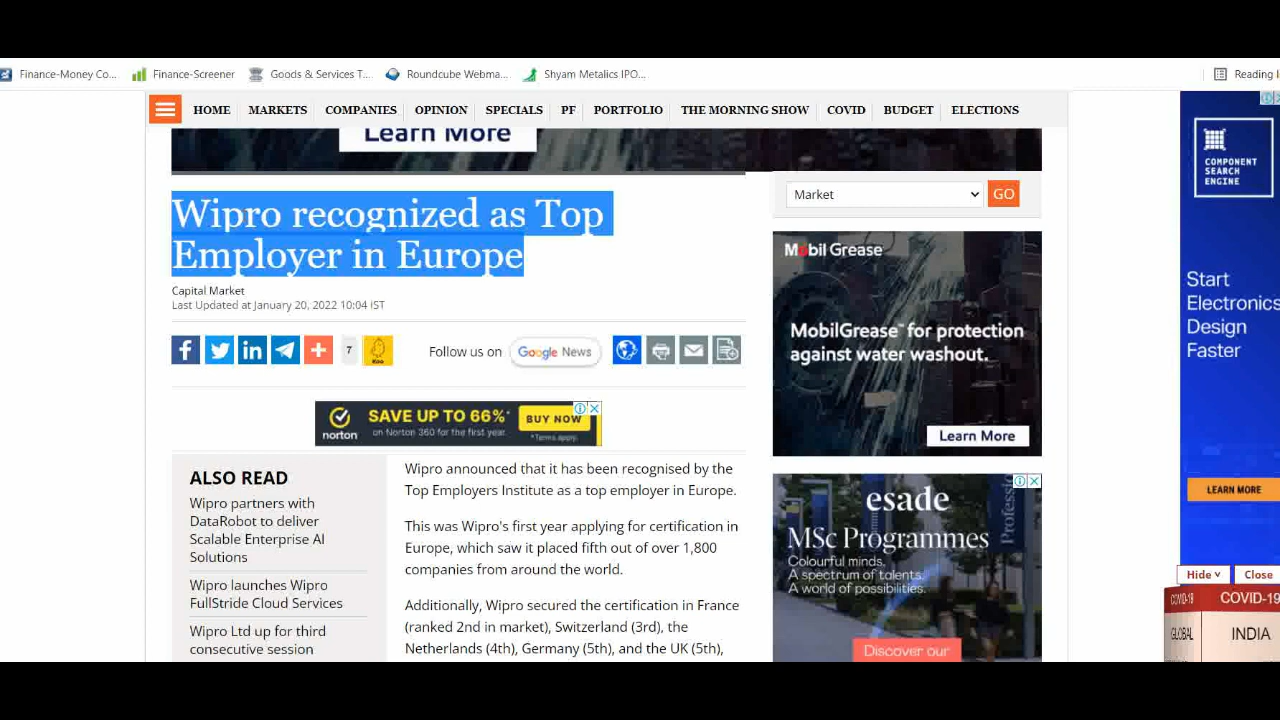 Finance-Money Co...
Finance-Screener
Goods & Services T...
Roundcube Webma...
Shyam Metalics IPO...
Reading
HOME
MARKETS
COMPANIES
OPINION
SPECIALS
PF
PORTFOLIO
THE MORNING SHOW
COVID
BUDGET
ELECTIONS
Learn More
Wipro recognized as Top
Employer in Europe
Capital Market
Last Updated at January 20, 2022 10:04 IST
7
Koo
Follow us on
Google News
norton
SAVE UP TO 66%*
on Norton 360 for the first year.
BUY NOW
*Terms apply.
ALSO READ
Wipro partners with
DataRobot to deliver
Scalable Enterprise AI
Solutions
Wipro launches Wipro
FullStride Cloud Services
Wipro Ltd up for third
consecutive session
Wipro announced that it has been recognised by the
Top Employers Institute as a top employer in Europe.
This was Wipro's first year applying for certification in
Europe, which saw it placed fifth out of over 1,800
companies from around the world.
Additionally, Wipro secured the certification in France
(ranked 2nd in market), Switzerland (3rd), the
Netherlands (4th), Germany (5th), and the UK (5th),
Market
GO
Mobil Grease
MobilGrease™ for protection
against water washout.
Learn More
esade
Professi
MSc Programmes
Colourful minds.
A spectrum of talents.
A world of possibilities.
Discover our
COMPONENT
SEARCH
ENGINE
Start
Electronics
Design
Faster
LEARN MORE
Hide
Close
COVID-19
COVID-19
GLOBAL
INDIA